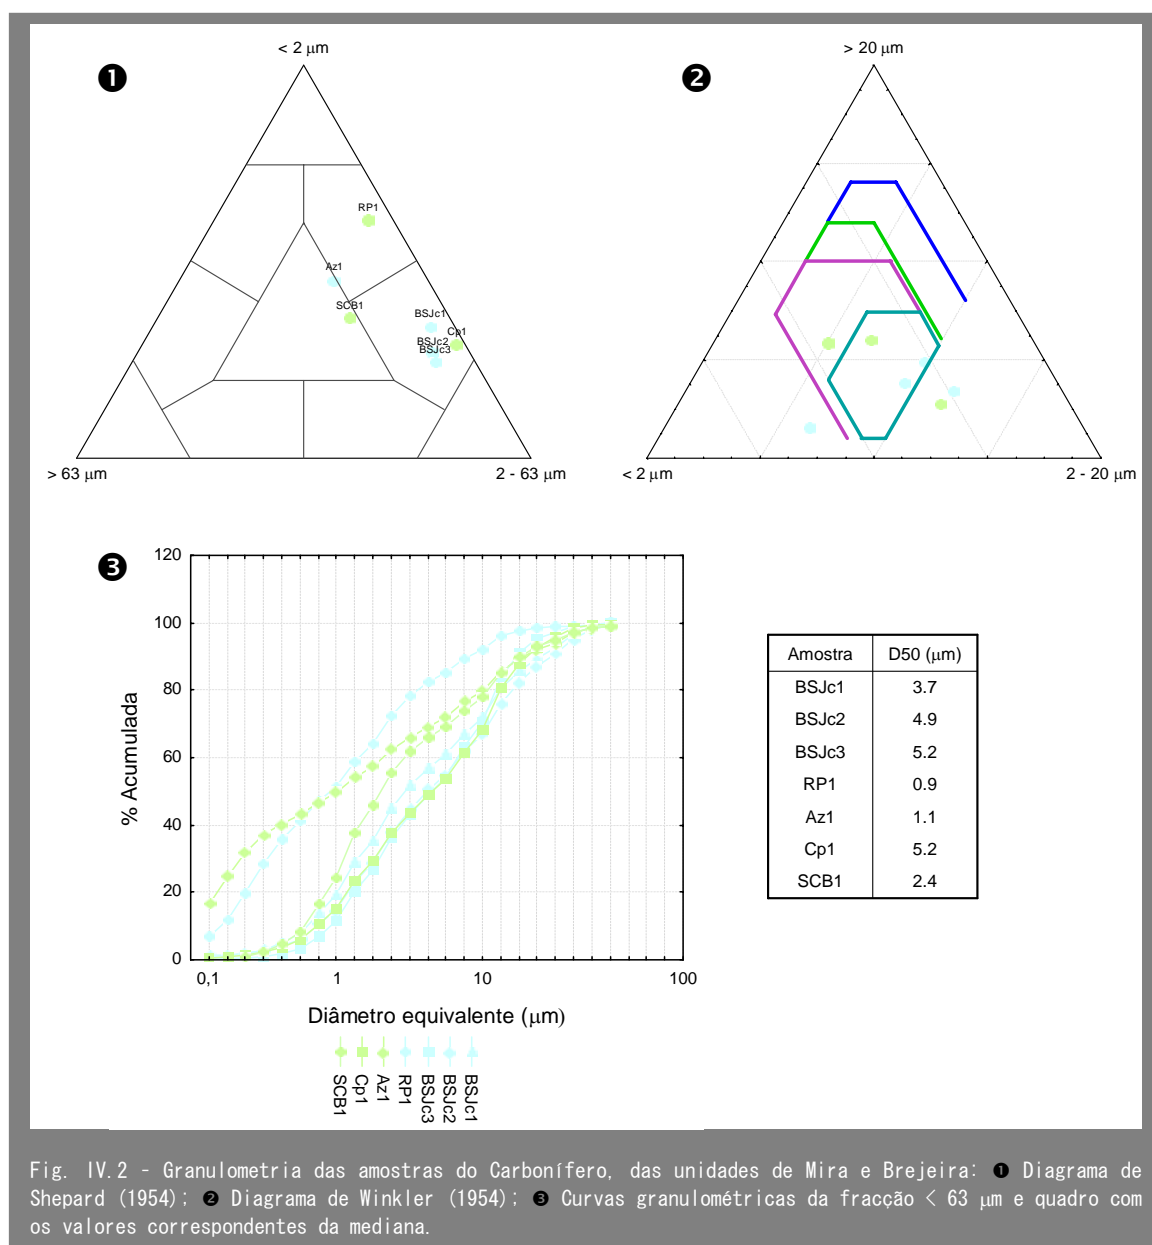 ❶
< 2 μm
RP1
Az1
SCB1
BSJc1
Cp1
BSJc2
BSJc3
> 63 μm
2 - 63 μm
❷
> 20 μm
< 2 μm
2 - 20 μm
❸
% Acumulada
120
100
80
60
40
20
0
0,1
1
10
100
Diâmetro equivalente (μm)
SCB1
Cp1
Az1
RP1
BSJc3
BSJc2
BSJc1
Amostra D50 (μm)
BSJc1 3.7
BSJc2 4.9
BSJc3 5.2
RP1 0.9
Az1 1.1
Cp1 5.2
SCB1 2.4
Fig. IV.2 - Granulometria das amostras do Carbonífero, das unidades de Mira e Brejeira: ❶ Diagrama de
Shepard (1954); ❷ Diagrama de Winkler (1954); ❸ Curvas granulométricas da fracção < 63 μm e quadro com
os valores correspondentes da mediana.